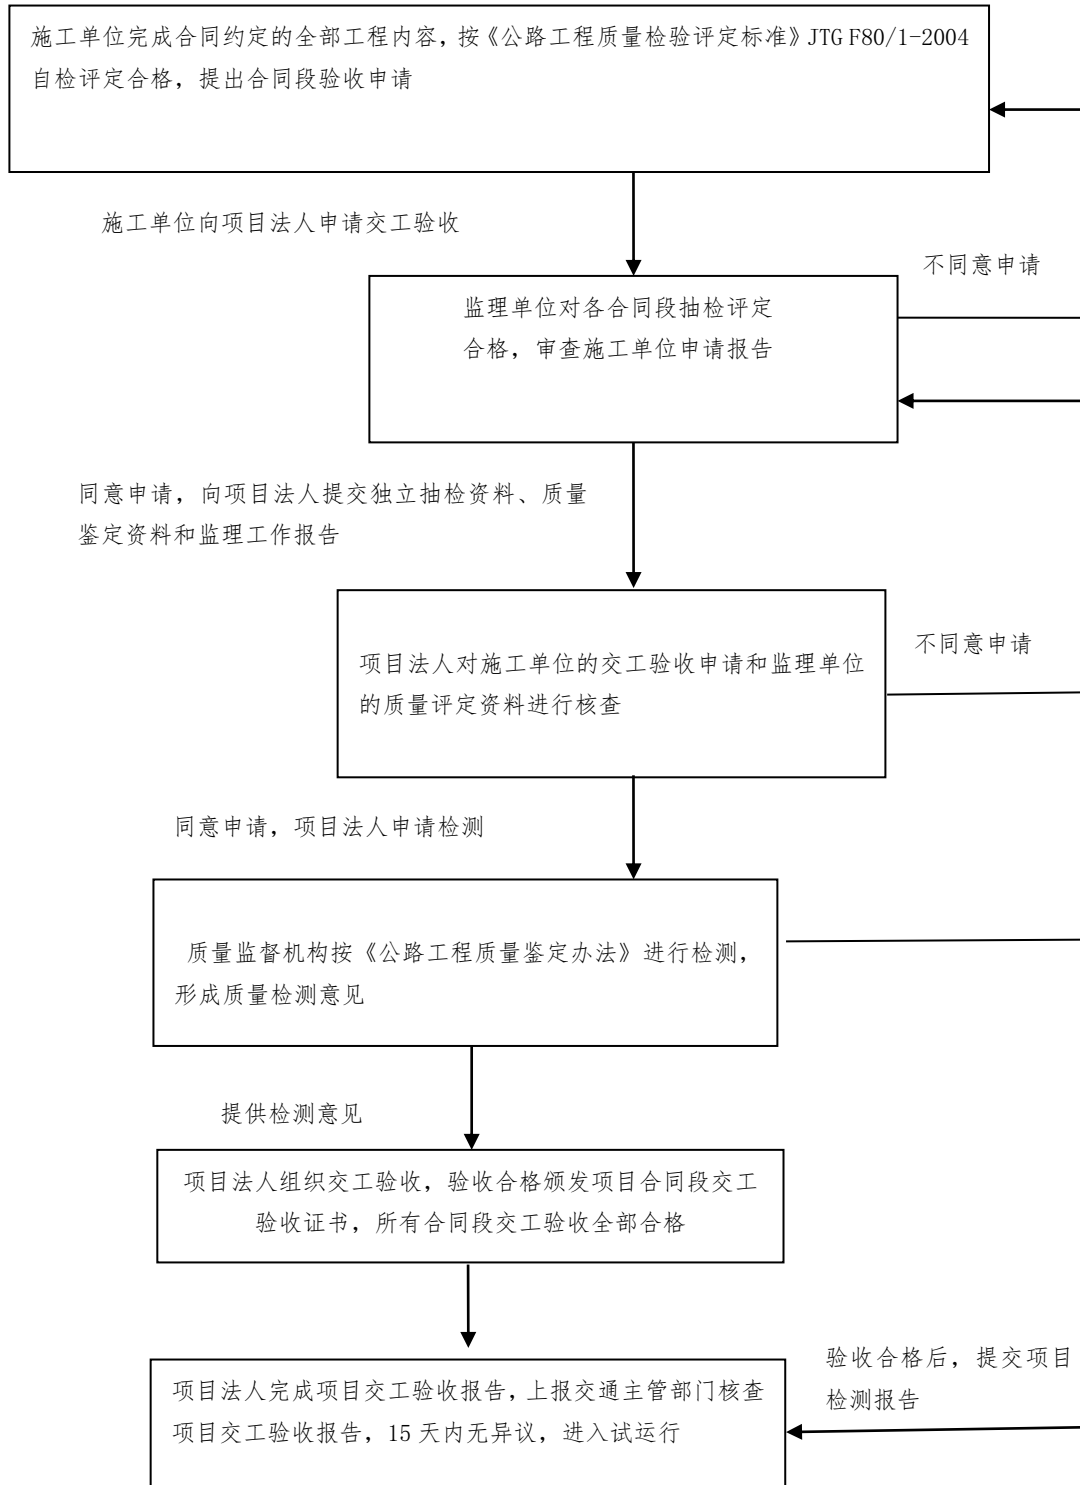 施工单位完成合同约定的全部工程内容，按《公路工程质量检验评定标准》JTG F80/1-2004
自检评定合格，提出合同段验收申请
施工单位向项目法人申请交工验收
不同意申请
监理单位对各合同段抽检评定
合格，审查施工单位申请报告
同意申请，向项目法人提交独立抽检资料、质量
鉴定资料和监理工作报告
不同意申请
项目法人对施工单位的交工验收申请和监理单位
的质量评定资料进行核查
同意申请，项目法人申请检测
质量监督机构按《公路工程质量鉴定办法》进行检测，
形成质量检测意见
提供检测意见
项目法人组织交工验收，验收合格颁发项目合同段交工
验收证书，所有合同段交工验收全部合格
验收合格后，提交项目
检测报告
项目法人完成项目交工验收报告，上报交通主管部门核查
项目交工验收报告，15天内无异议，进入试运行